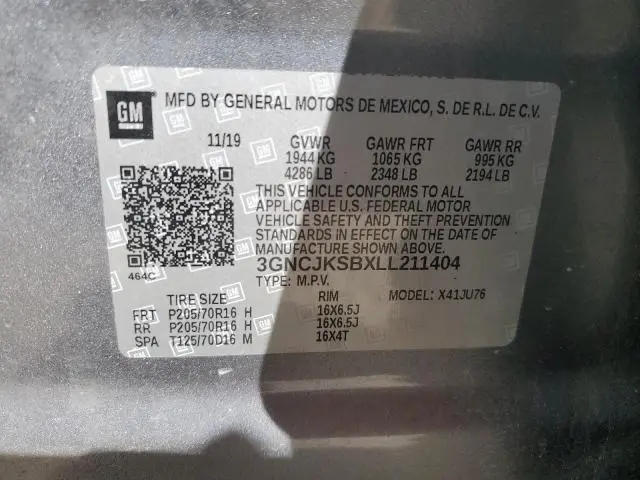 GM
MFD BY GENERAL MOTORS DE MEXICO, S. DE R.L. DE C.V.
11/19 GVWR GAWR FRT GAWR RR
1944 KG 1065 KG 995 KG
4286 LB 2348 LB 2194 LB
THIS VEHICLE CONFORMS TO ALL
APPLICABLE U.S. FEDERAL MOTOR
VEHICLE SAFETY AND THEFT PREVENTION
STANDARDS IN EFFECT ON THE DATE OF
MANUFACTURE SHOWN ABOVE.
464C
3GNCJKSBXLL211404
TYPE: M.P.V. MODEL: X41JU76
TIRE SIZE RIM
FRT P205/70R16 H 16X6.5J
RR P205/70R16 H 16X6.5J
SPA T125/70D16 M 16X4T